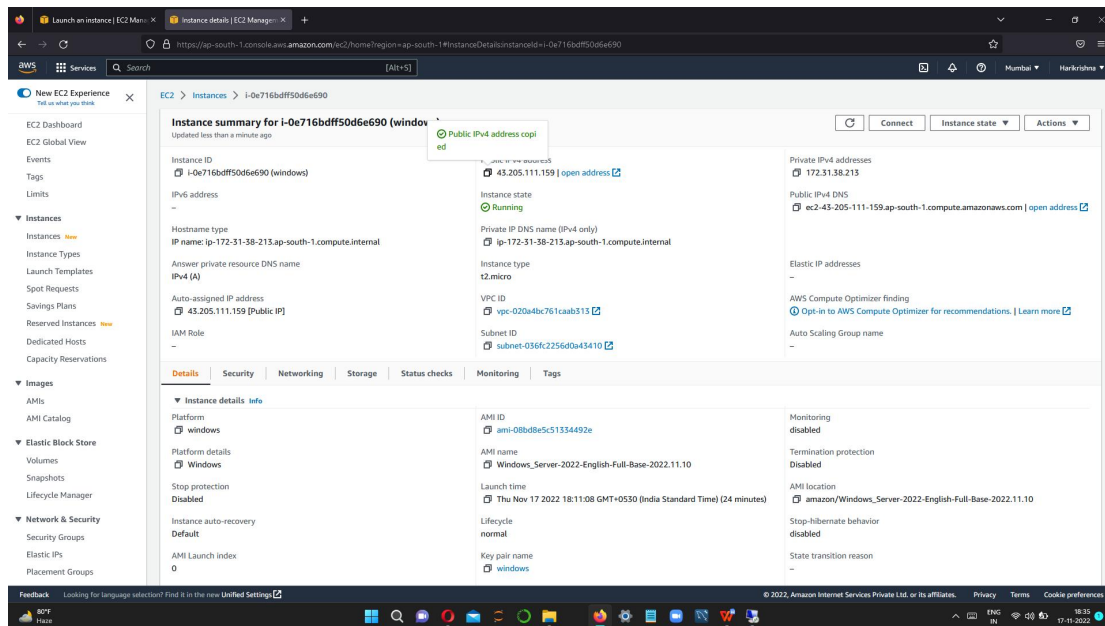 Launch an instance | EC2 Mana
Instance details | EC2 Managem
https://ap-south-1.console.aws.amazon.com/ec2/home?region=ap-south-1#InstanceDetails:instanceId=i-0e716bdff50d6e690
aws
Services
Search
[Alt+S]
Mumbai
Harikrishna
New EC2 Experience
Tell us what you think
EC2 Dashboard
EC2 Global View
Events
Tags
Limits
Instances
Instances New
Instance Types
Launch Templates
Spot Requests
Savings Plans
Reserved Instances New
Dedicated Hosts
Capacity Reservations
Images
AMIs
AMI Catalog
Elastic Block Store
Volumes
Snapshots
Lifecycle Manager
Network & Security
Security Groups
Elastic IPs
Placement Groups
EC2 > Instances > i-0e716bdff50d6e690
Instance summary for i-0e716bdff50d6e690 (window
Updated less than a minute ago
Public IPv4 address copi
ed
Connect
Instance state
Actions
Instance ID
i-0e716bdff50d6e690 (windows)
43.205.111.159 | open address
Private IPv4 addresses
172.31.38.213
IPv6 address
–
Instance state
Running
Public IPv4 DNS
ec2-43-205-111-159.ap-south-1.compute.amazonaws.com | open address
Hostname type
IP name: ip-172-31-38-213.ap-south-1.compute.internal
Private IP DNS name (IPv4 only)
ip-172-31-38-213.ap-south-1.compute.internal
Answer private resource DNS name
IPv4 (A)
Instance type
t2.micro
Elastic IP addresses
–
Auto-assigned IP address
43.205.111.159 [Public IP]
VPC ID
vpc-020a4bc761caab313
AWS Compute Optimizer finding
Opt-in to AWS Compute Optimizer for recommendations. | Learn more
IAM Role
–
Subnet ID
subnet-036fc2256d0a43410
Auto Scaling Group name
–
Details
Security
Networking
Storage
Status checks
Monitoring
Tags
Instance details Info
Platform
windows
AMI ID
ami-08bd8e5c51334492e
Monitoring
disabled
Platform details
Windows
AMI name
Windows_Server-2022-English-Full-Base-2022.11.10
Termination protection
Disabled
Stop protection
Disabled
Launch time
Thu Nov 17 2022 18:11:08 GMT+0530 (India Standard Time) (24 minutes)
AMI location
amazon/Windows_Server-2022-English-Full-Base-2022.11.10
Instance auto-recovery
Default
Lifecycle
normal
Stop-hibernate behavior
disabled
AMI Launch index
0
Key pair name
windows
State transition reason
–
Feedback
Looking for language selection? Find it in the new Unified Settings
© 2022, Amazon Internet Services Private Ltd. or its affiliates.
Privacy
Terms
Cookie preferences
80°F
Haze
ENG
IN
18:35
17-11-2022